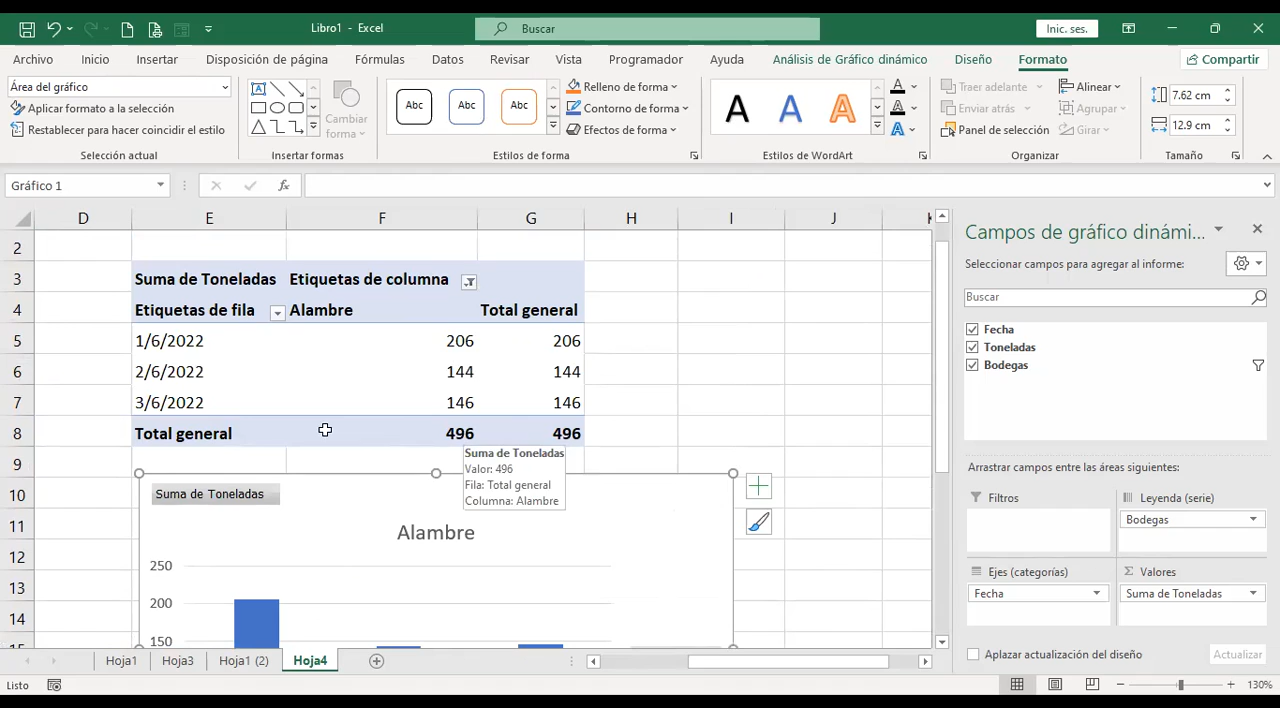 Libro1 - Excel
Buscar
Inic. ses.
Archivo Inicio Insertar Disposición de página Fórmulas Datos Revisar Vista Programador Ayuda Análisis de Gráfico dinámico Diseño Formato Compartir
Área del gráfico
Aplicar formato a la selección
Restablecer para hacer coincidir el estilo
Selección actual
Cambiar forma
Insertar formas
Abc Abc Abc
Relleno de forma
Contorno de forma
Efectos de forma
Estilos de forma
A A A
Estilos de WordArt
Traer adelante
Enviar atrás
Panel de selección
Alinear
Agrupar
Girar
Organizar
7.62 cm
12.9 cm
Tamaño
Gráfico 1
fx
D E F G H I J K
2
3 Suma de Toneladas Etiquetas de columna
4 Etiquetas de fila Alambre Total general
5 1/6/2022 206 206
6 2/6/2022 144 144
7 3/6/2022 146 146
8 Total general 496 496
9
10
11
12
13
14
15
Suma de Toneladas
Valor: 496
Fila: Total general
Columna: Alambre
Suma de Toneladas
Alambre
250
200
150
Campos de gráfico dinámi...
Seleccionar campos para agregar al informe:
Buscar
Fecha
Toneladas
Bodegas
Arrastrar campos entre las áreas siguientes:
Filtros
Leyenda (serie)
Bodegas
Ejes (categorías)
Fecha
Σ Valores
Suma de Toneladas
Aplazar actualización del diseño
Actualizar
Hoja1 Hoja3 Hoja1 (2) Hoja4
Listo
130%